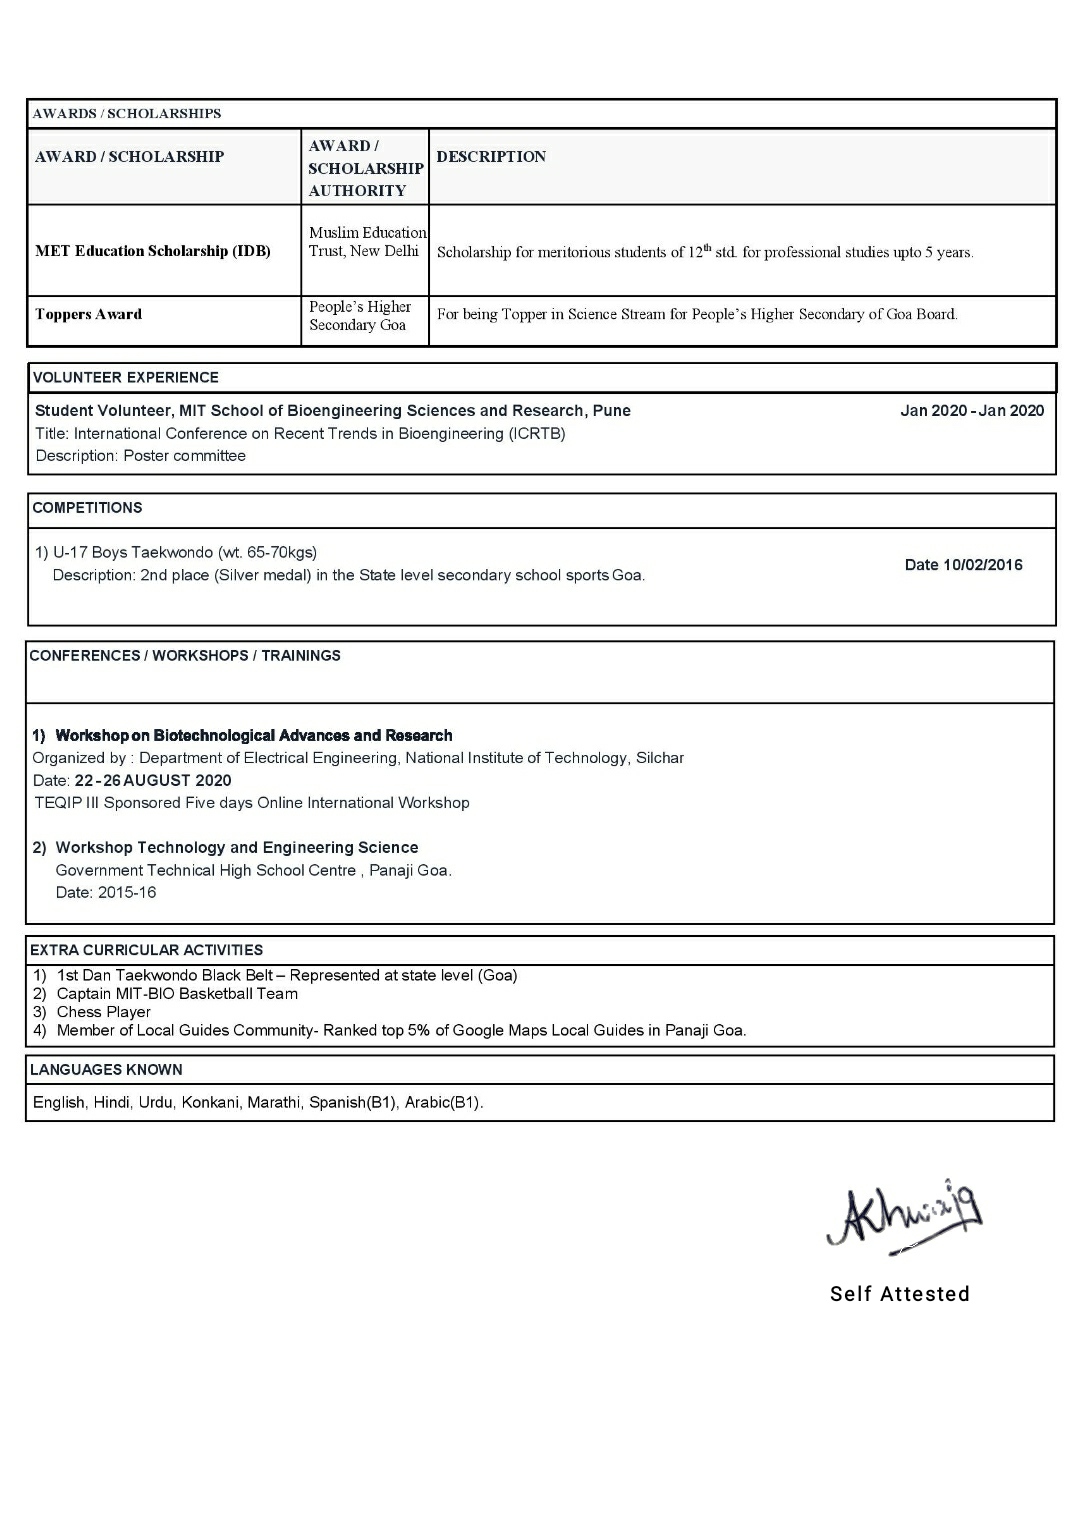 AWARDS / SCHOLARSHIPS
AWARD / SCHOLARSHIP
AWARD /
SCHOLARSHIP
AUTHORITY
DESCRIPTION
MET Education Scholarship (IDB)
Muslim Education
Trust, New Delhi
Scholarship for meritorious students of 12th std. for professional studies upto 5 years.
Toppers Award
People's Higher
Secondary Goa
For being Topper in Science Stream for People's Higher Secondary of Goa Board.
VOLUNTEER EXPERIENCE
Student Volunteer, MIT School of Bioengineering Sciences and Research, Pune Jan 2020 - Jan 2020
Title: International Conference on Recent Trends in Bioengineering (ICRTB)
Description: Poster committee
COMPETITIONS
1) U-17 Boys Taekwondo (wt. 65-70kgs)
Description: 2nd place (Silver medal) in the State level secondary school sports Goa.
Date 10/02/2016
CONFERENCES / WORKSHOPS / TRAININGS
1) Workshop on Biotechnological Advances and Research
Organized by : Department of Electrical Engineering, National Institute of Technology, Silchar
Date: 22 - 26 AUGUST 2020
TEQIP III Sponsored Five days Online International Workshop
2) Workshop Technology and Engineering Science
Government Technical High School Centre , Panaji Goa.
Date: 2015-16
EXTRA CURRICULAR ACTIVITIES
1) 1st Dan Taekwondo Black Belt – Represented at state level (Goa)
2) Captain MIT-BIO Basketball Team
3) Chess Player
4) Member of Local Guides Community- Ranked top 5% of Google Maps Local Guides in Panaji Goa.
LANGUAGES KNOWN
English, Hindi, Urdu, Konkani, Marathi, Spanish(B1), Arabic(B1).
Self Attested